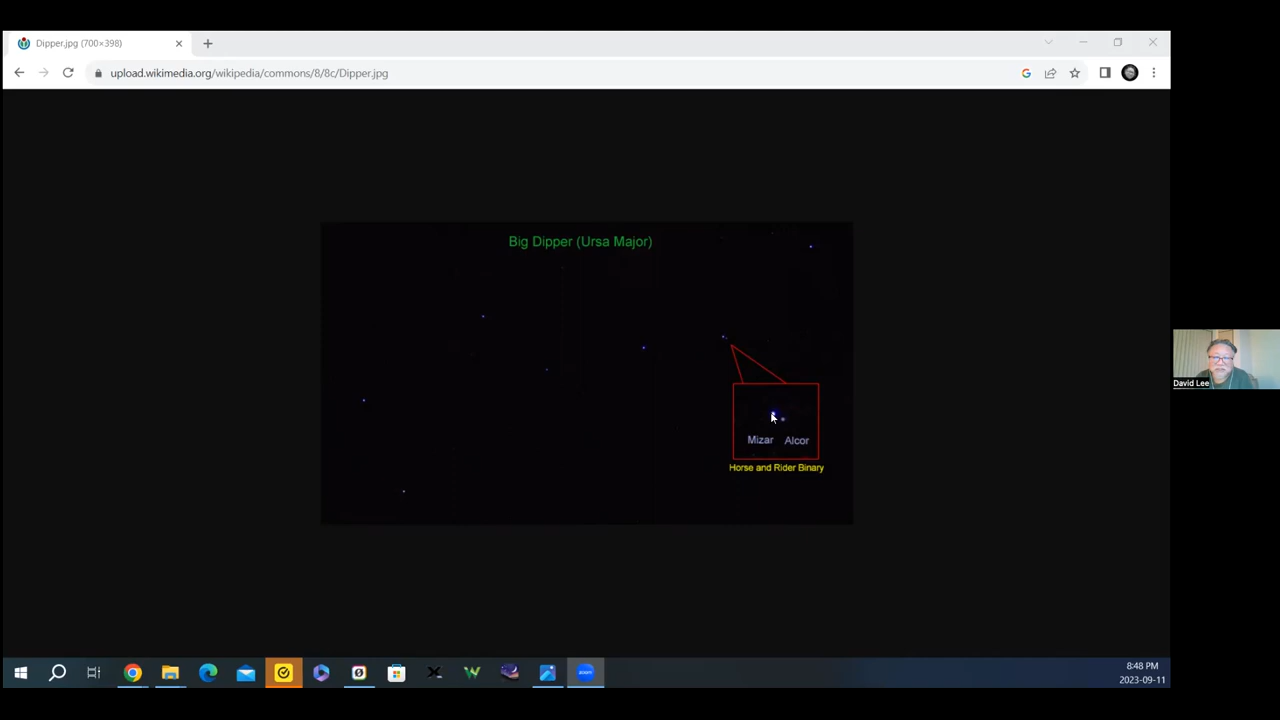 Dipper.jpg (700×398)
upload.wikimedia.org/wikipedia/commons/8/8c/Dipper.jpg
Big Dipper (Ursa Major)
Mizar Alcor
Horse and Rider Binary
David Lee
zoom
8:48 PM
2023-09-11